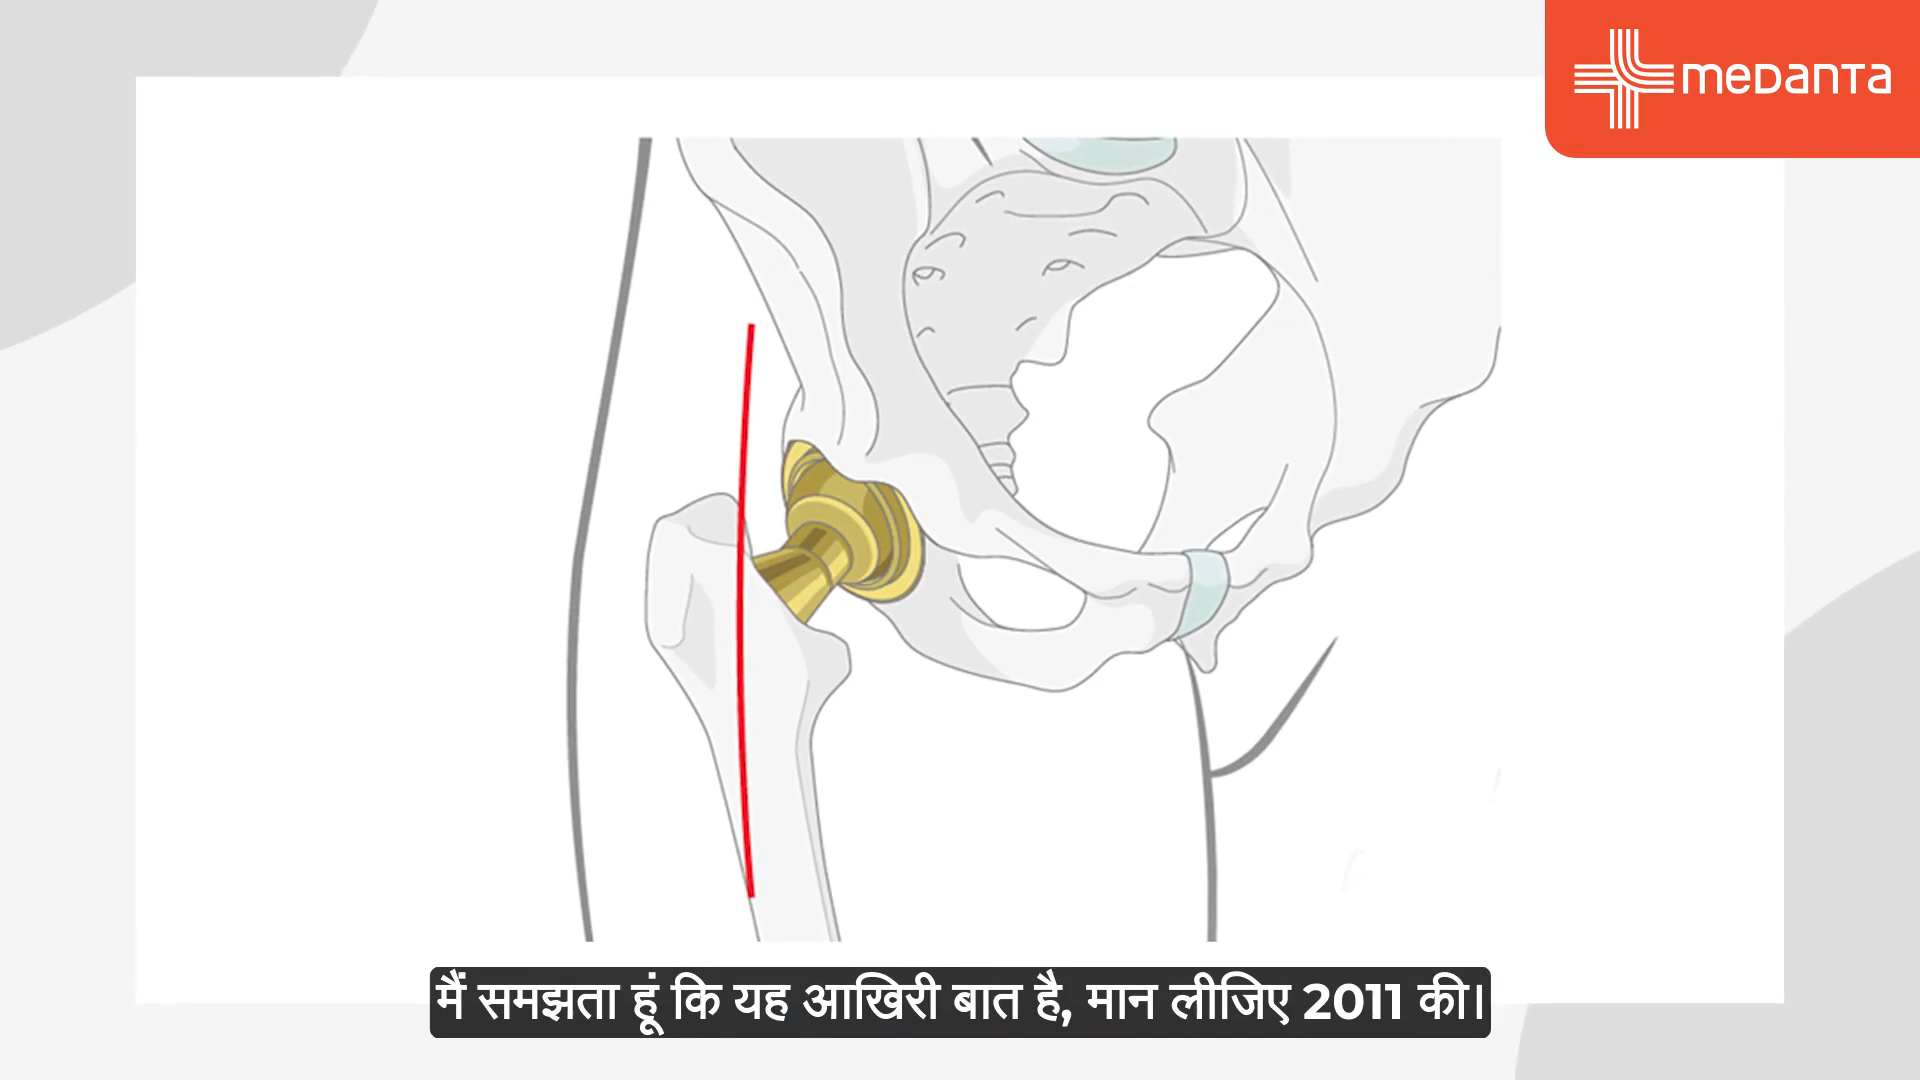 medanta
मैं समझता हूं कि यह आखिरी बात है, मान लीजिए 2011 की।